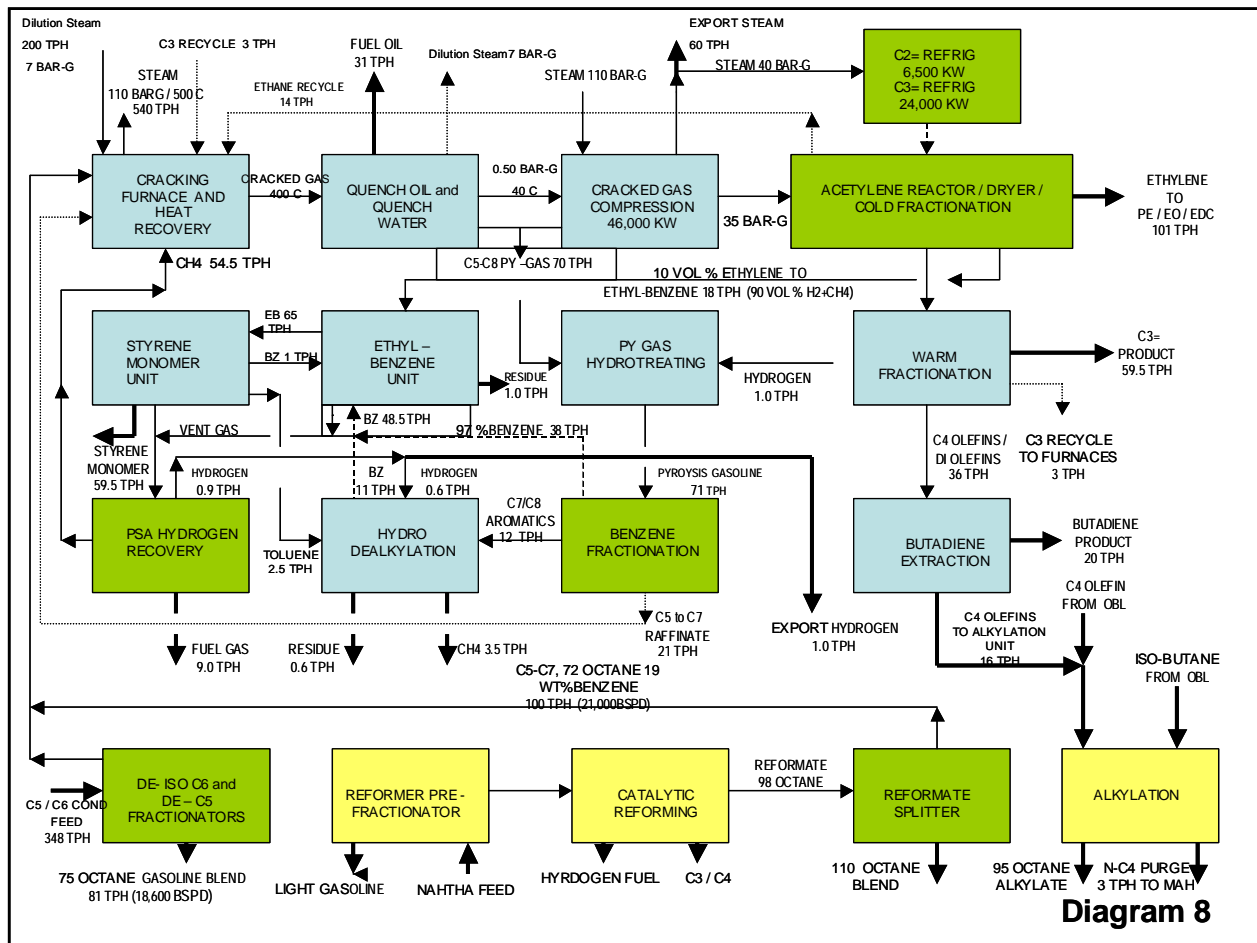 Dilution Steam
200 TPH
7 BAR-G
C3 RECYCLE 3 TPH
STEAM
110 BARG / 500 C
540 TPH
ETHANE RECYCLE
14 TPH
FUEL OIL
31 TPH
Dilution Steam7 BAR-G
STEAM 110 BAR-G
EXPORT STEAM
60 TPH
STEAM 40 BAR-G
C2= REFRIG
6,500 KW
C3= REFRIG
24,000 KW
CRACKING
FURNACE AND
HEAT
RECOVERY
CRACKED GAS
400 C
QUENCH OIL and
QUENCH
WATER
0.50 BAR-G
40 C
CRACKED GAS
COMPRESSION
46,000 KW
35 BAR-G
ACETYLENE REACTOR / DRYER /
COLD FRACTIONATION
ETHYLENE
TO
PE / EO / EDC
101 TPH
CH4 54.5 TPH
C5-C8 PY –GAS 70 TPH
10 VOL % ETHYLENE TO
ETHYL-BENZENE 18 TPH (90 VOL % H2+CH4)
STYRENE
MONOMER
UNIT
EB 65
TPH
BZ 1 TPH
ETHYL –
BENZENE
UNIT
RESIDUE
1.0 TPH
PY GAS
HYDROTREATING
HYDROGEN
1.0 TPH
WARM
FRACTIONATION
C3=
PRODUCT
59.5 TPH
BZ 48.5 TPH
VENT GAS
97 %BENZENE 38 TPH
STYRENE
MONOMER
59.5 TPH
HYDROGEN
0.9 TPH
BZ
11 TPH
HYDROGEN
0.6 TPH
PYROYSIS GASOLINE
71 TPH
C4 OLEFINS /
DI OLEFINS
36 TPH
C3 RECYCLE
TO FURNACES
3 TPH
PSA HYDROGEN
RECOVERY
TOLUENE
2.5 TPH
HYDRO
DEALKYLATION
C7/C8
AROMATICS
12 TPH
BENZENE
FRACTIONATION
BUTADIENE
EXTRACTION
BUTADIENE
PRODUCT
20 TPH
FUEL GAS
9.0 TPH
RESIDUE
0.6 TPH
CH4 3.5 TPH
C5 to C7
RAFFINATE
21 TPH
EXPORT HYDROGEN
1.0 TPH
C4 OLEFINS
TO ALKYLATION
UNIT
16 TPH
C4 OLEFIN
FROM OBL
ISO-BUTANE
FROM OBL
C5-C7, 72 OCTANE 19
WT%BENZENE
100 TPH (21,000BSPD)
C5 / C6 COND
FEED
348 TPH
DE- ISO C6 and
DE – C5
FRACTIONATORS
REFORMER PRE -
FRACTIONATOR
CATALYTIC
REFORMING
REFORMATE
98 OCTANE
REFORMATE
SPLITTER
ALKYLATION
75 OCTANE GASOLINE BLEND
81 TPH (18,600 BSPD)
LIGHT GASOLINE
NAHTHA FEED
HYRDOGEN FUEL
C3 / C4
110 OCTANE
BLEND
95 OCTANE
ALKYLATE
N-C4 PURGE
3 TPH TO MAH
Diagram 8